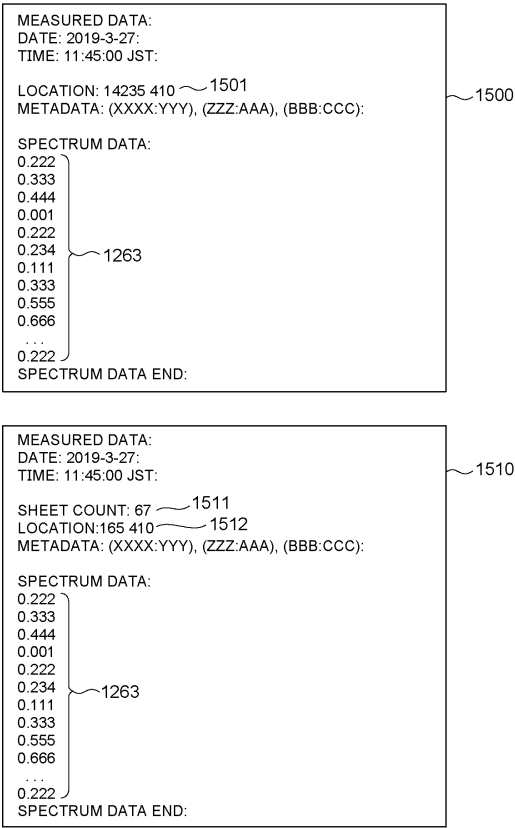 MEASURED DATA:
DATE: 2019-3-27:
TIME: 11:45:00 JST:
LOCATION: 14235 410 1501
1500
METADATA: (XXXX:YYY), (ZZZ:AAA), (BBB:CCC):
SPECTRUM DATA:
0.222
0.333
0.444
0.001
0.222
0.234
1263
0.111
0.333
0.555
0.666
...
0.222
SPECTRUM DATA END:
MEASURED DATA:
DATE: 2019-3-27:
TIME: 11:45:00 JST:
1510
SHEET COUNT: 67 1511
LOCATION:165 410 1512
METADATA: (XXXX:YYY), (ZZZ:AAA), (BBB:CCC):
SPECTRUM DATA:
0.222
0.333
0.444
0.001
0.222
0.234
1263
0.111
0.333
0.555
0.666
...
0.222
SPECTRUM DATA END: